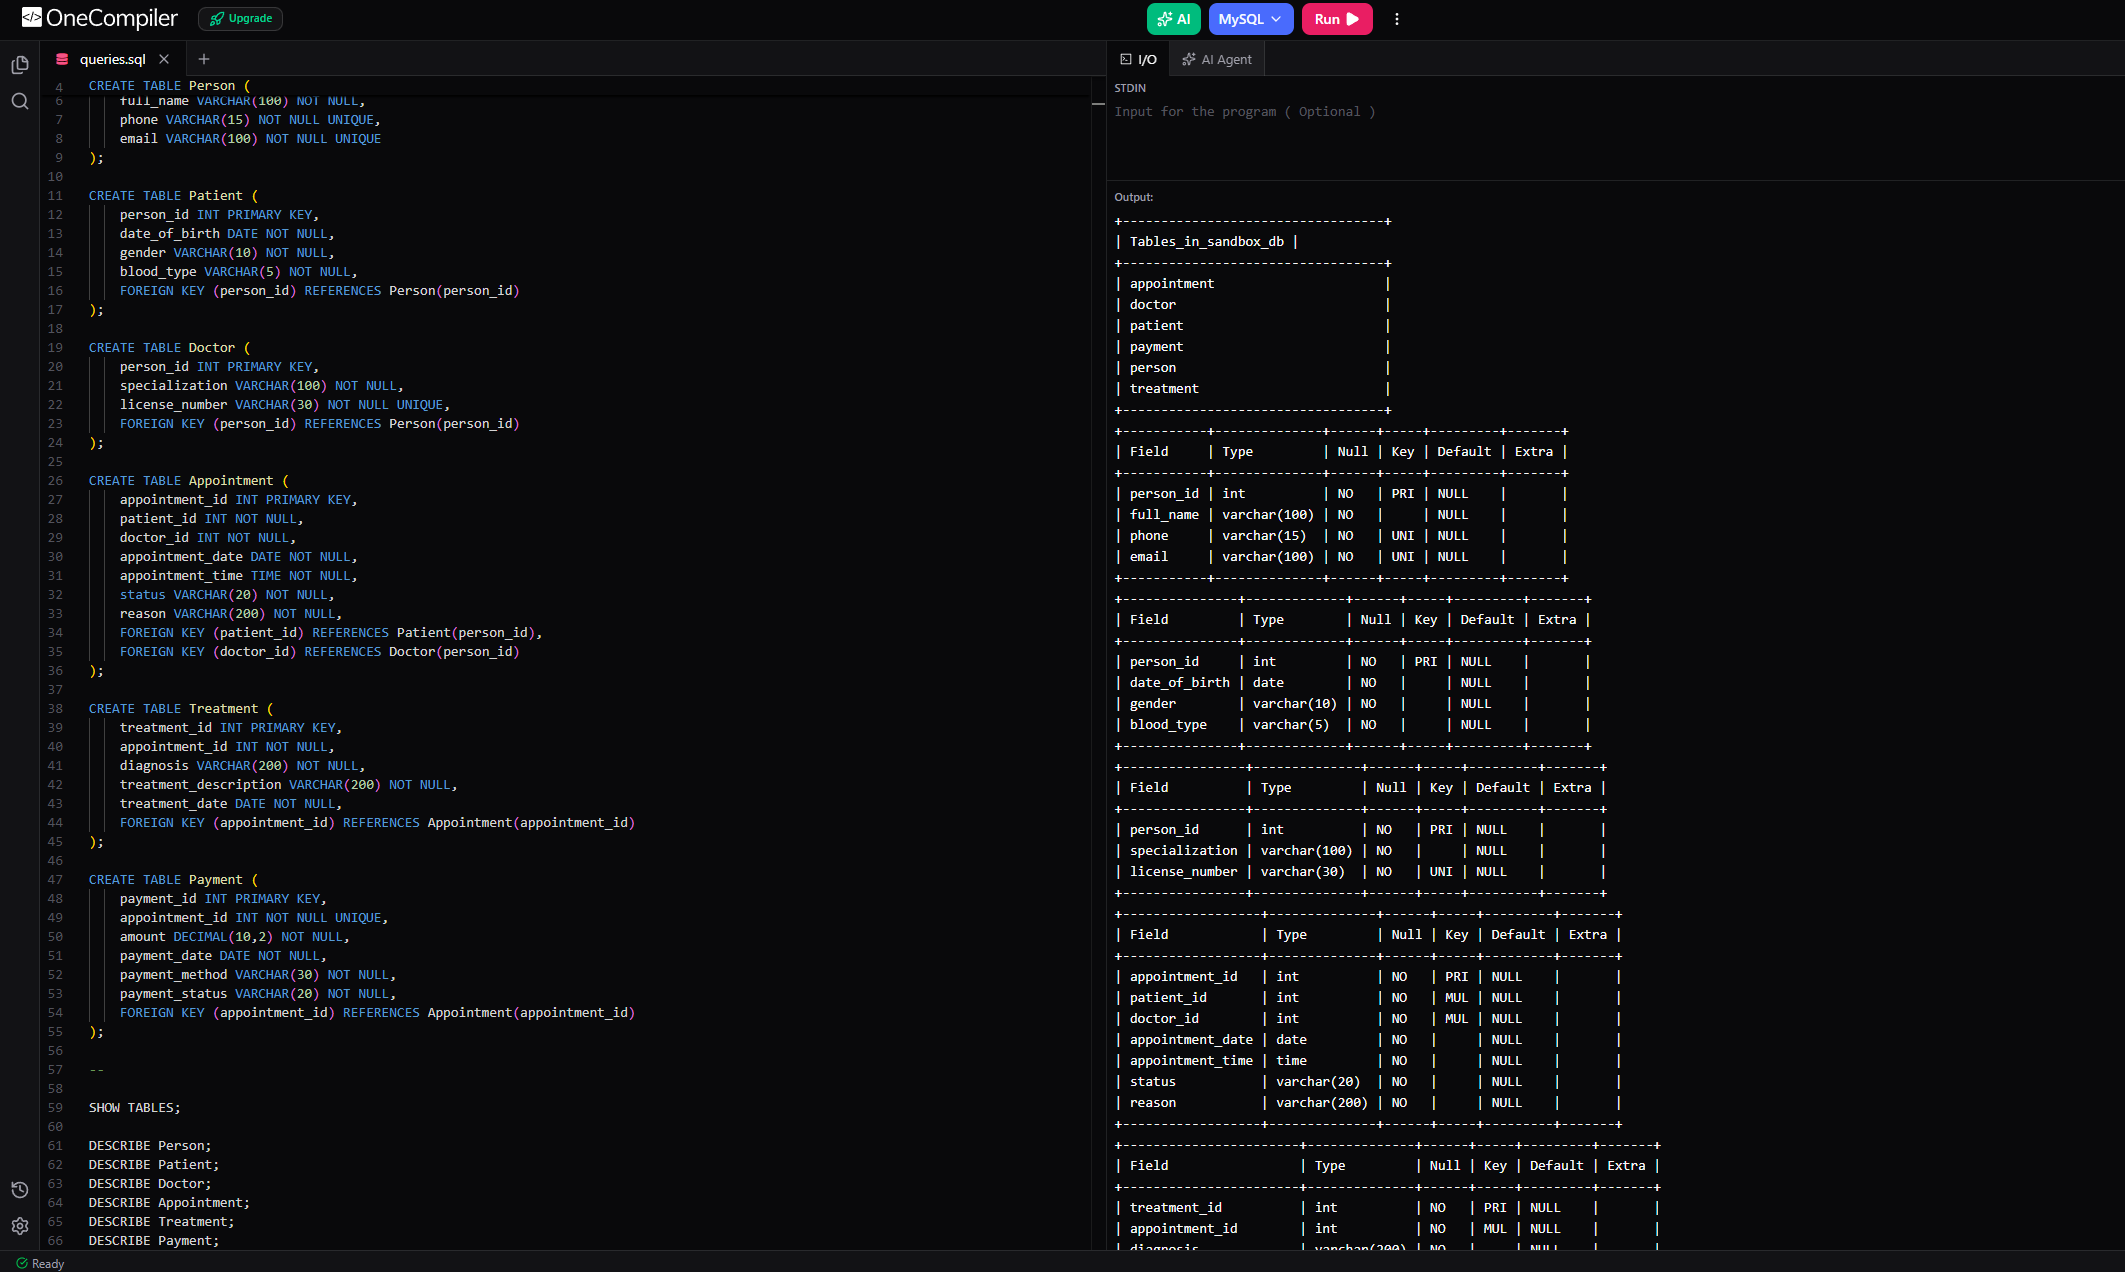 OneCompiler
Upgrade
AI
MySQL
Run
queries.sql
I/O
AI Agent
4 CREATE TABLE Person (
6     full_name VARCHAR(100) NOT NULL,
7     phone VARCHAR(15) NOT NULL UNIQUE,
8     email VARCHAR(100) NOT NULL UNIQUE
9 );
10
11 CREATE TABLE Patient (
12     person_id INT PRIMARY KEY,
13     date_of_birth DATE NOT NULL,
14     gender VARCHAR(10) NOT NULL,
15     blood_type VARCHAR(5) NOT NULL,
16     FOREIGN KEY (person_id) REFERENCES Person(person_id)
17 );
18
19 CREATE TABLE Doctor (
20     person_id INT PRIMARY KEY,
21     specialization VARCHAR(100) NOT NULL,
22     license_number VARCHAR(30) NOT NULL UNIQUE,
23     FOREIGN KEY (person_id) REFERENCES Person(person_id)
24 );
25
26 CREATE TABLE Appointment (
27     appointment_id INT PRIMARY KEY,
28     patient_id INT NOT NULL,
29     doctor_id INT NOT NULL,
30     appointment_date DATE NOT NULL,
31     appointment_time TIME NOT NULL,
32     status VARCHAR(20) NOT NULL,
33     reason VARCHAR(200) NOT NULL,
34     FOREIGN KEY (patient_id) REFERENCES Patient(person_id),
35     FOREIGN KEY (doctor_id) REFERENCES Doctor(person_id)
36 );
37
38 CREATE TABLE Treatment (
39     treatment_id INT PRIMARY KEY,
40     appointment_id INT NOT NULL,
41     diagnosis VARCHAR(200) NOT NULL,
42     treatment_description VARCHAR(200) NOT NULL,
43     treatment_date DATE NOT NULL,
44     FOREIGN KEY (appointment_id) REFERENCES Appointment(appointment_id)
45 );
46
47 CREATE TABLE Payment (
48     payment_id INT PRIMARY KEY,
49     appointment_id INT NOT NULL UNIQUE,
50     amount DECIMAL(10,2) NOT NULL,
51     payment_date DATE NOT NULL,
52     payment_method VARCHAR(30) NOT NULL,
53     payment_status VARCHAR(20) NOT NULL,
54     FOREIGN KEY (appointment_id) REFERENCES Appointment(appointment_id)
55 );
56
57 --
58
59 SHOW TABLES;
60
61 DESCRIBE Person;
62 DESCRIBE Patient;
63 DESCRIBE Doctor;
64 DESCRIBE Appointment;
65 DESCRIBE Treatment;
66 DESCRIBE Payment;
STDIN
Input for the program ( Optional )
Output:
+----------------------------------+
| Tables_in_sandbox_db |
+----------------------------------+
| appointment                      |
| doctor                           |
| patient                          |
| payment                          |
| person                           |
| treatment                        |
+----------------------------------+
+-----------+--------------+------+-----+---------+-------+
| Field     | Type         | Null | Key | Default | Extra |
+-----------+--------------+------+-----+---------+-------+
| person_id | int          | NO   | PRI | NULL    |       |
| full_name | varchar(100) | NO   |     | NULL    |       |
| phone     | varchar(15)  | NO   | UNI | NULL    |       |
| email     | varchar(100) | NO   | UNI | NULL    |       |
+-----------+--------------+------+-----+---------+-------+
+---------------+-------------+------+-----+---------+-------+
| Field         | Type        | Null | Key | Default | Extra |
+---------------+-------------+------+-----+---------+-------+
| person_id     | int         | NO   | PRI | NULL    |       |
| date_of_birth | date        | NO   |     | NULL    |       |
| gender        | varchar(10) | NO   |     | NULL    |       |
| blood_type    | varchar(5)  | NO   |     | NULL    |       |
+---------------+-------------+------+-----+---------+-------+
+----------------+--------------+------+-----+---------+-------+
| Field          | Type         | Null | Key | Default | Extra |
+----------------+--------------+------+-----+---------+-------+
| person_id      | int          | NO   | PRI | NULL    |       |
| specialization | varchar(100) | NO   |     | NULL    |       |
| license_number | varchar(30)  | NO   | UNI | NULL    |       |
+----------------+--------------+------+-----+---------+-------+
+------------------+--------------+------+-----+---------+-------+
| Field            | Type         | Null | Key | Default | Extra |
+------------------+--------------+------+-----+---------+-------+
| appointment_id   | int          | NO   | PRI | NULL    |       |
| patient_id       | int          | NO   | MUL | NULL    |       |
| doctor_id        | int          | NO   | MUL | NULL    |       |
| appointment_date | date         | NO   |     | NULL    |       |
| appointment_time | time         | NO   |     | NULL    |       |
| status           | varchar(20)  | NO   |     | NULL    |       |
| reason           | varchar(200) | NO   |     | NULL    |       |
+------------------+--------------+------+-----+---------+-------+
+-----------------------+--------------+------+-----+---------+-------+
| Field                 | Type         | Null | Key | Default | Extra |
+-----------------------+--------------+------+-----+---------+-------+
| treatment_id          | int          | NO   | PRI | NULL    |       |
| appointment_id        | int          | NO   | MUL | NULL    |       |
| diagnosis             | varchar(200) | NO   |     | NULL    |       |
Ready